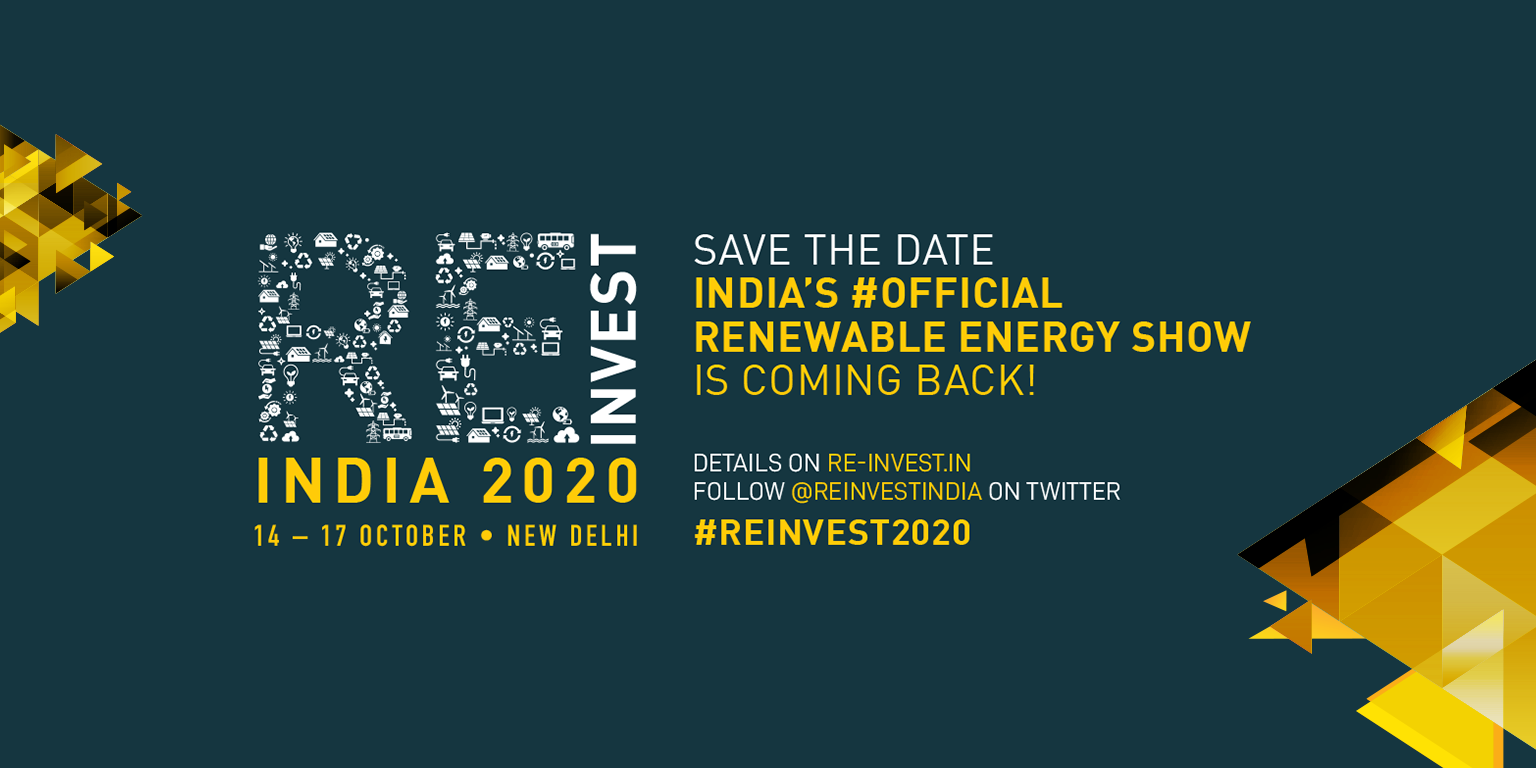 RE
INVEST
INDIA 2020
14 – 17 OCTOBER • NEW DELHI
SAVE THE DATE
INDIA'S #OFFICIAL
RENEWABLE ENERGY SHOW
IS COMING BACK!
DETAILS ON RE-INVEST.IN
FOLLOW @REINVESTINDIA ON TWITTER
#REINVEST2020